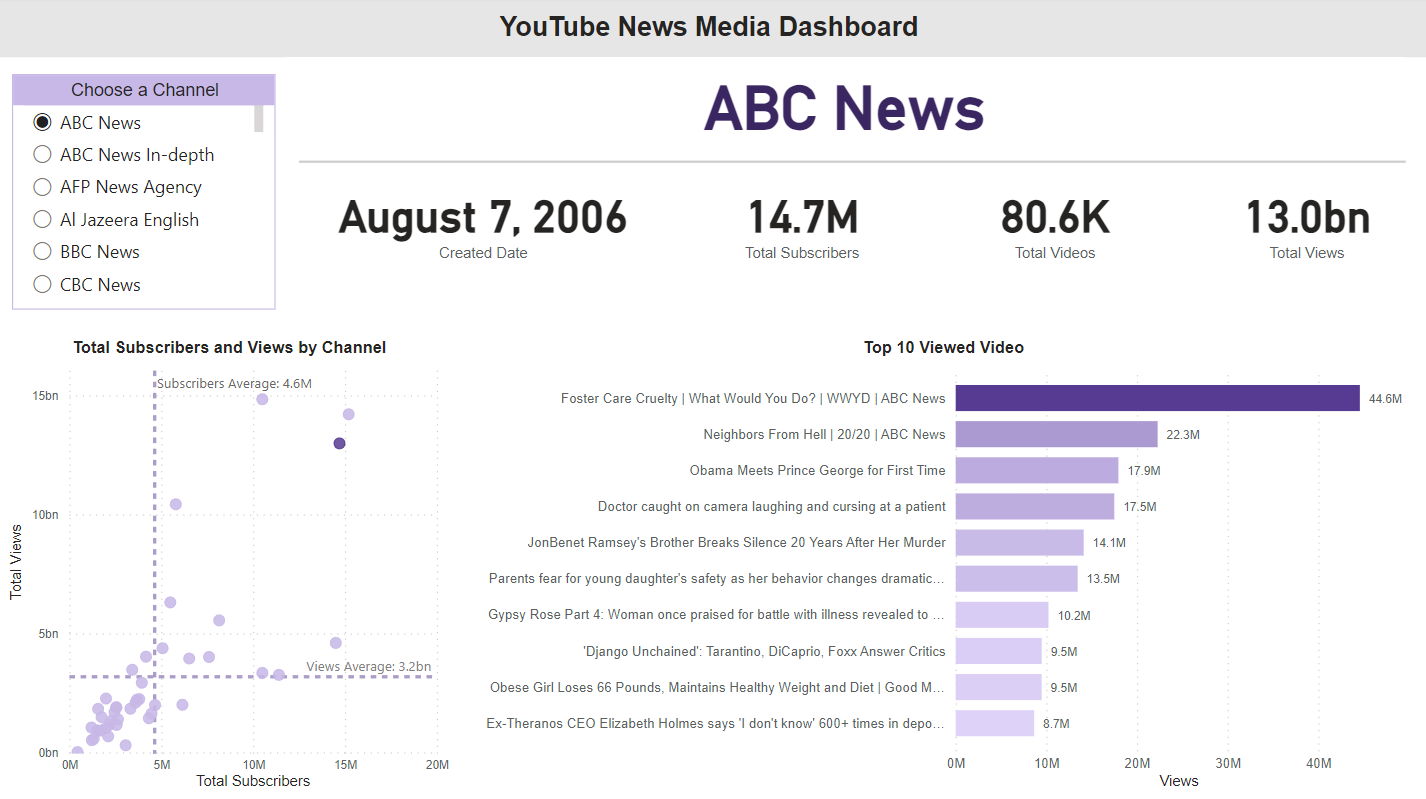 YouTube News Media Dashboard
Choose a Channel
ABC News
ABC News In-depth
AFP News Agency
Al Jazeera English
BBC News
CBC News
ABC News
August 7, 2006
Created Date
14.7M
Total Subscribers
80.6K
Total Videos
13.0bn
Total Views
Total Subscribers and Views by Channel
Subscribers Average: 4.6M
15bn
10bn
5bn
0bn
Views Average: 3.2bn
Total Views
0M 5M 10M 15M 20M
Total Subscribers
Top 10 Viewed Video
Foster Care Cruelty | What Would You Do? | WWYD | ABC News 44.6M
Neighbors From Hell | 20/20 | ABC News 22.3M
Obama Meets Prince George for First Time 17.9M
Doctor caught on camera laughing and cursing at a patient 17.5M
JonBenet Ramsey's Brother Breaks Silence 20 Years After Her Murder 14.1M
Parents fear for young daughter's safety as her behavior changes dramatic... 13.5M
Gypsy Rose Part 4: Woman once praised for battle with illness revealed to ... 10.2M
'Django Unchained': Tarantino, DiCaprio, Foxx Answer Critics 9.5M
Obese Girl Loses 66 Pounds, Maintains Healthy Weight and Diet | Good M... 9.5M
Ex-Theranos CEO Elizabeth Holmes says 'I don't know' 600+ times in depo... 8.7M
0M 10M 20M 30M 40M
Views